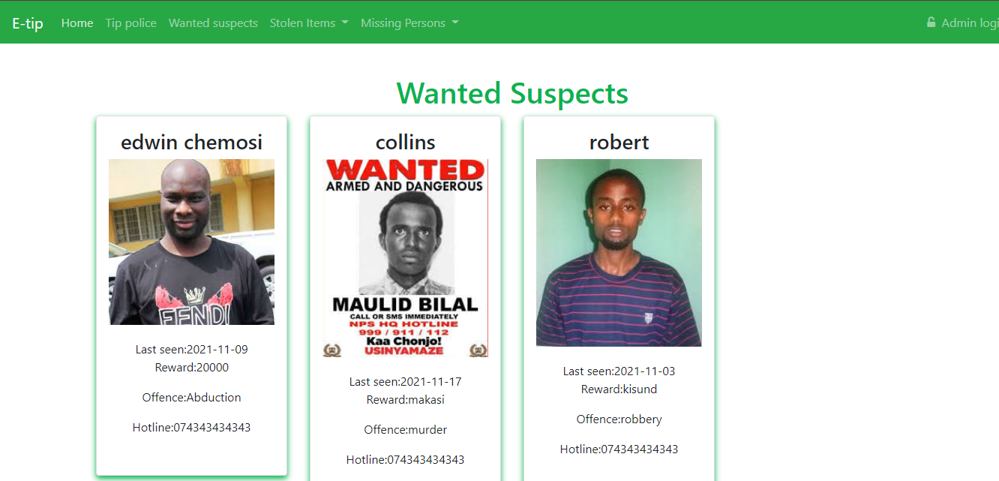 E-tip Home Tip police Wanted suspects Stolen Items Missing Persons Admin logi
Wanted Suspects
edwin chemosi
FENDI
Last seen:2021-11-09
Reward:20000
Offence:Abduction
Hotline:074343434343
collins
WANTED
ARMED AND DANGEROUS
MAULID BILAL
CALL OR SMS IMMEDIATELY
NPS HQ HOTLINE
999 / 911 / 112
Kaa Chonjo!
USINYAMAZE
Last seen:2021-11-17
Reward:makasi
Offence:murder
Hotline:074343434343
robert
Last seen:2021-11-03
Reward:kisund
Offence:robbery
Hotline:074343434343